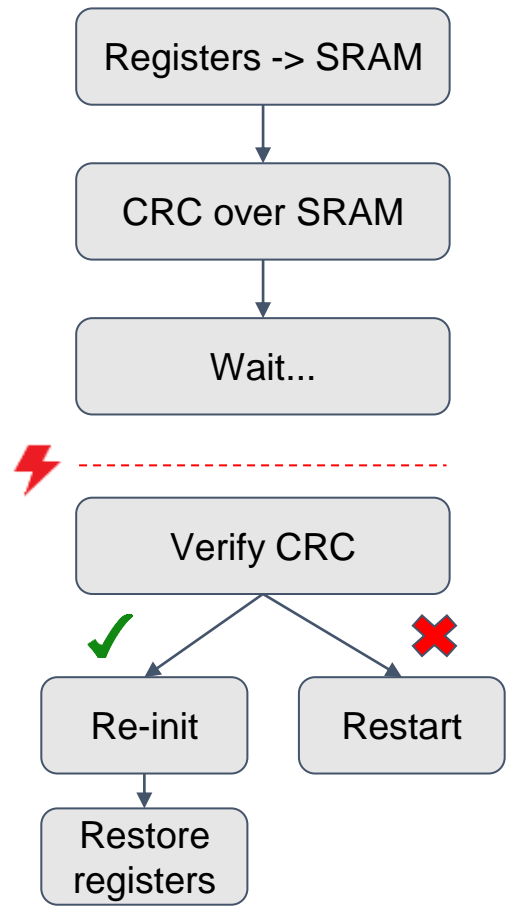 Registers -> SRAM
CRC over SRAM
Wait...
Verify CRC
Re-init
Restart
Restore
registers